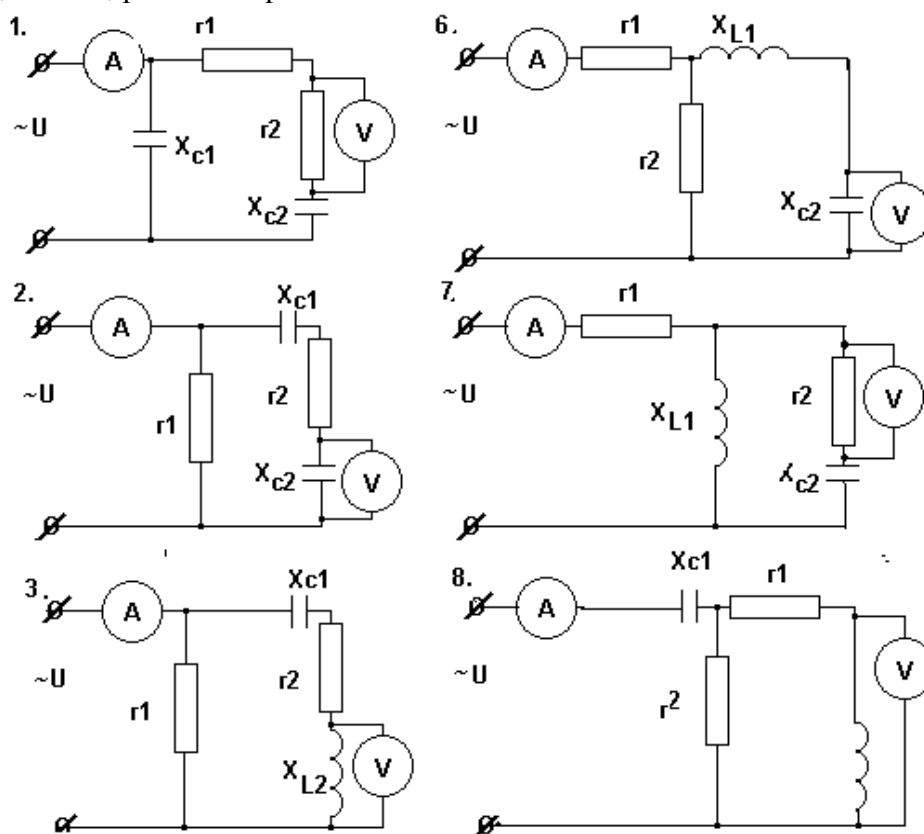 1.
r1
A
~U
Xc1
r2
V
Xc2
6.
r1
XL1
A
~U
r2
Xc2
V
2.
Xc1
A
~U
r1
r2
Xc2
V
7.
r1
A
~U
XL1
r2
V
Xc2
3.
Xc1
A
~U
r1
r2
XL2
V
8.
Xc1
r1
A
~U
r2
V